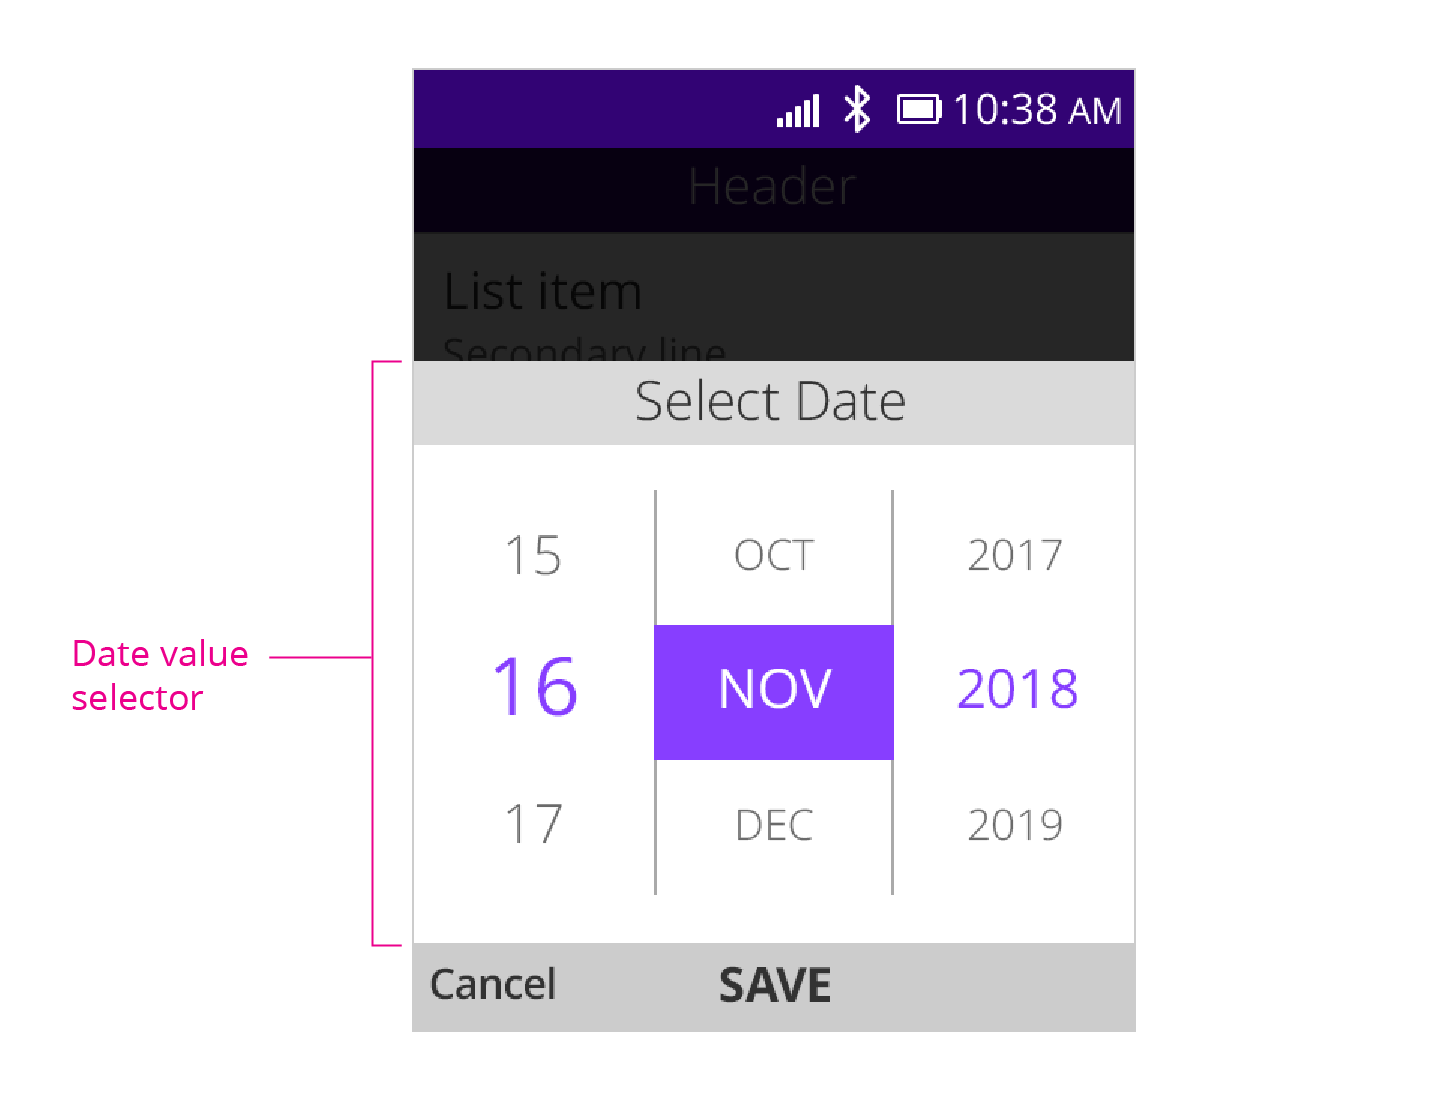 10:38 AM
Header
List item
Secondary line
Select Date
15 OCT 2017
Date value
selector
16 NOV 2018
17 DEC 2019
Cancel SAVE